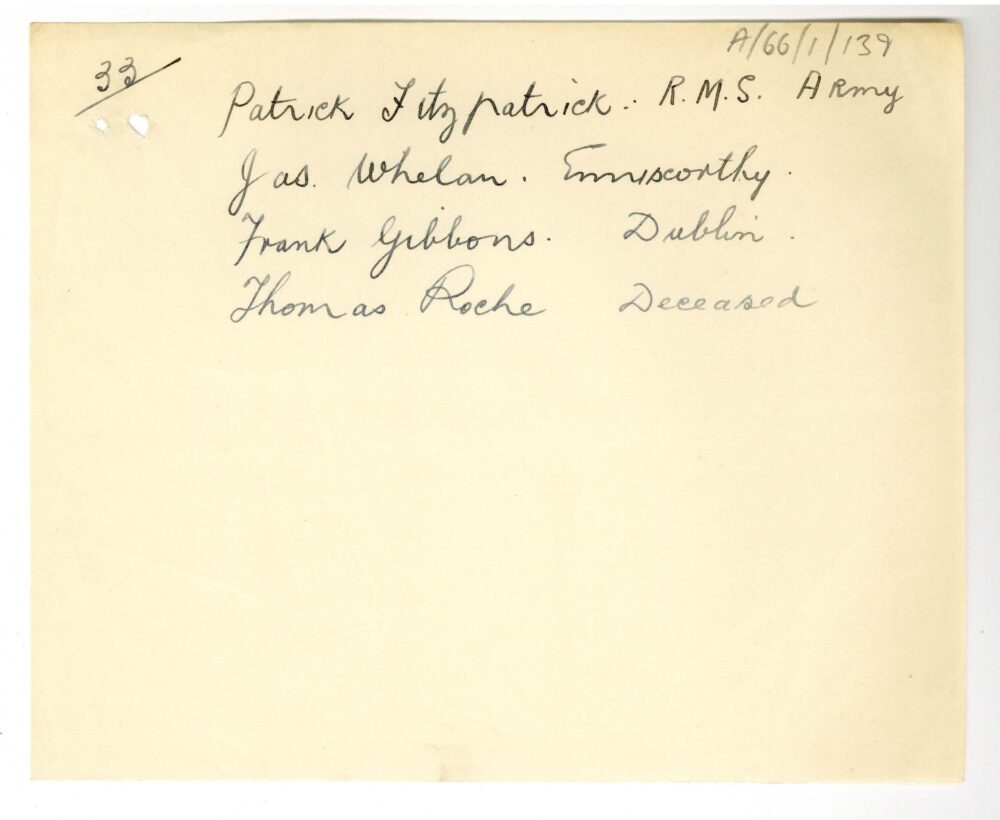 A/66/1/139
33/
Patrick Fitzpatrick.. R.M.S. Army
Jas. Whelan. Enniscorthy.
Frank Gibbons. Dublin.
Thomas Roche Deceased